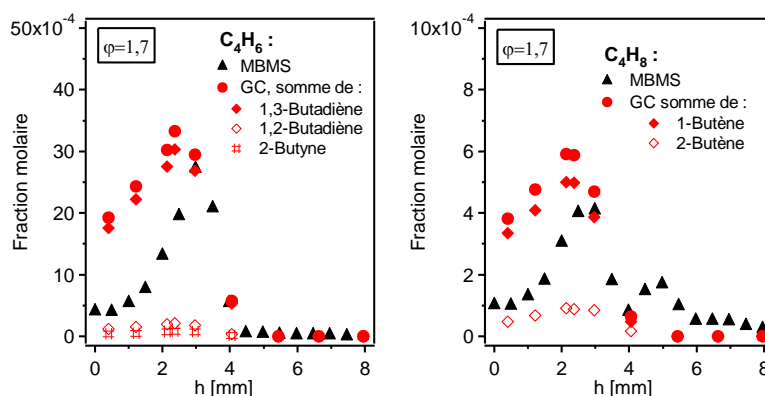 50x10-4
40
30
20
10
0
Fraction molaire
φ=1,7
C4H6 :
MBMS
GC, somme de :
1,3-Butadiène
1,2-Butadiène
2-Butyne
0 2 4 6 8
h [mm]
10x10-4
8
6
4
2
0
Fraction molaire
φ=1,7
C4H8 :
MBMS
GC somme de :
1-Butène
2-Butène
0 2 4 6 8
h [mm]